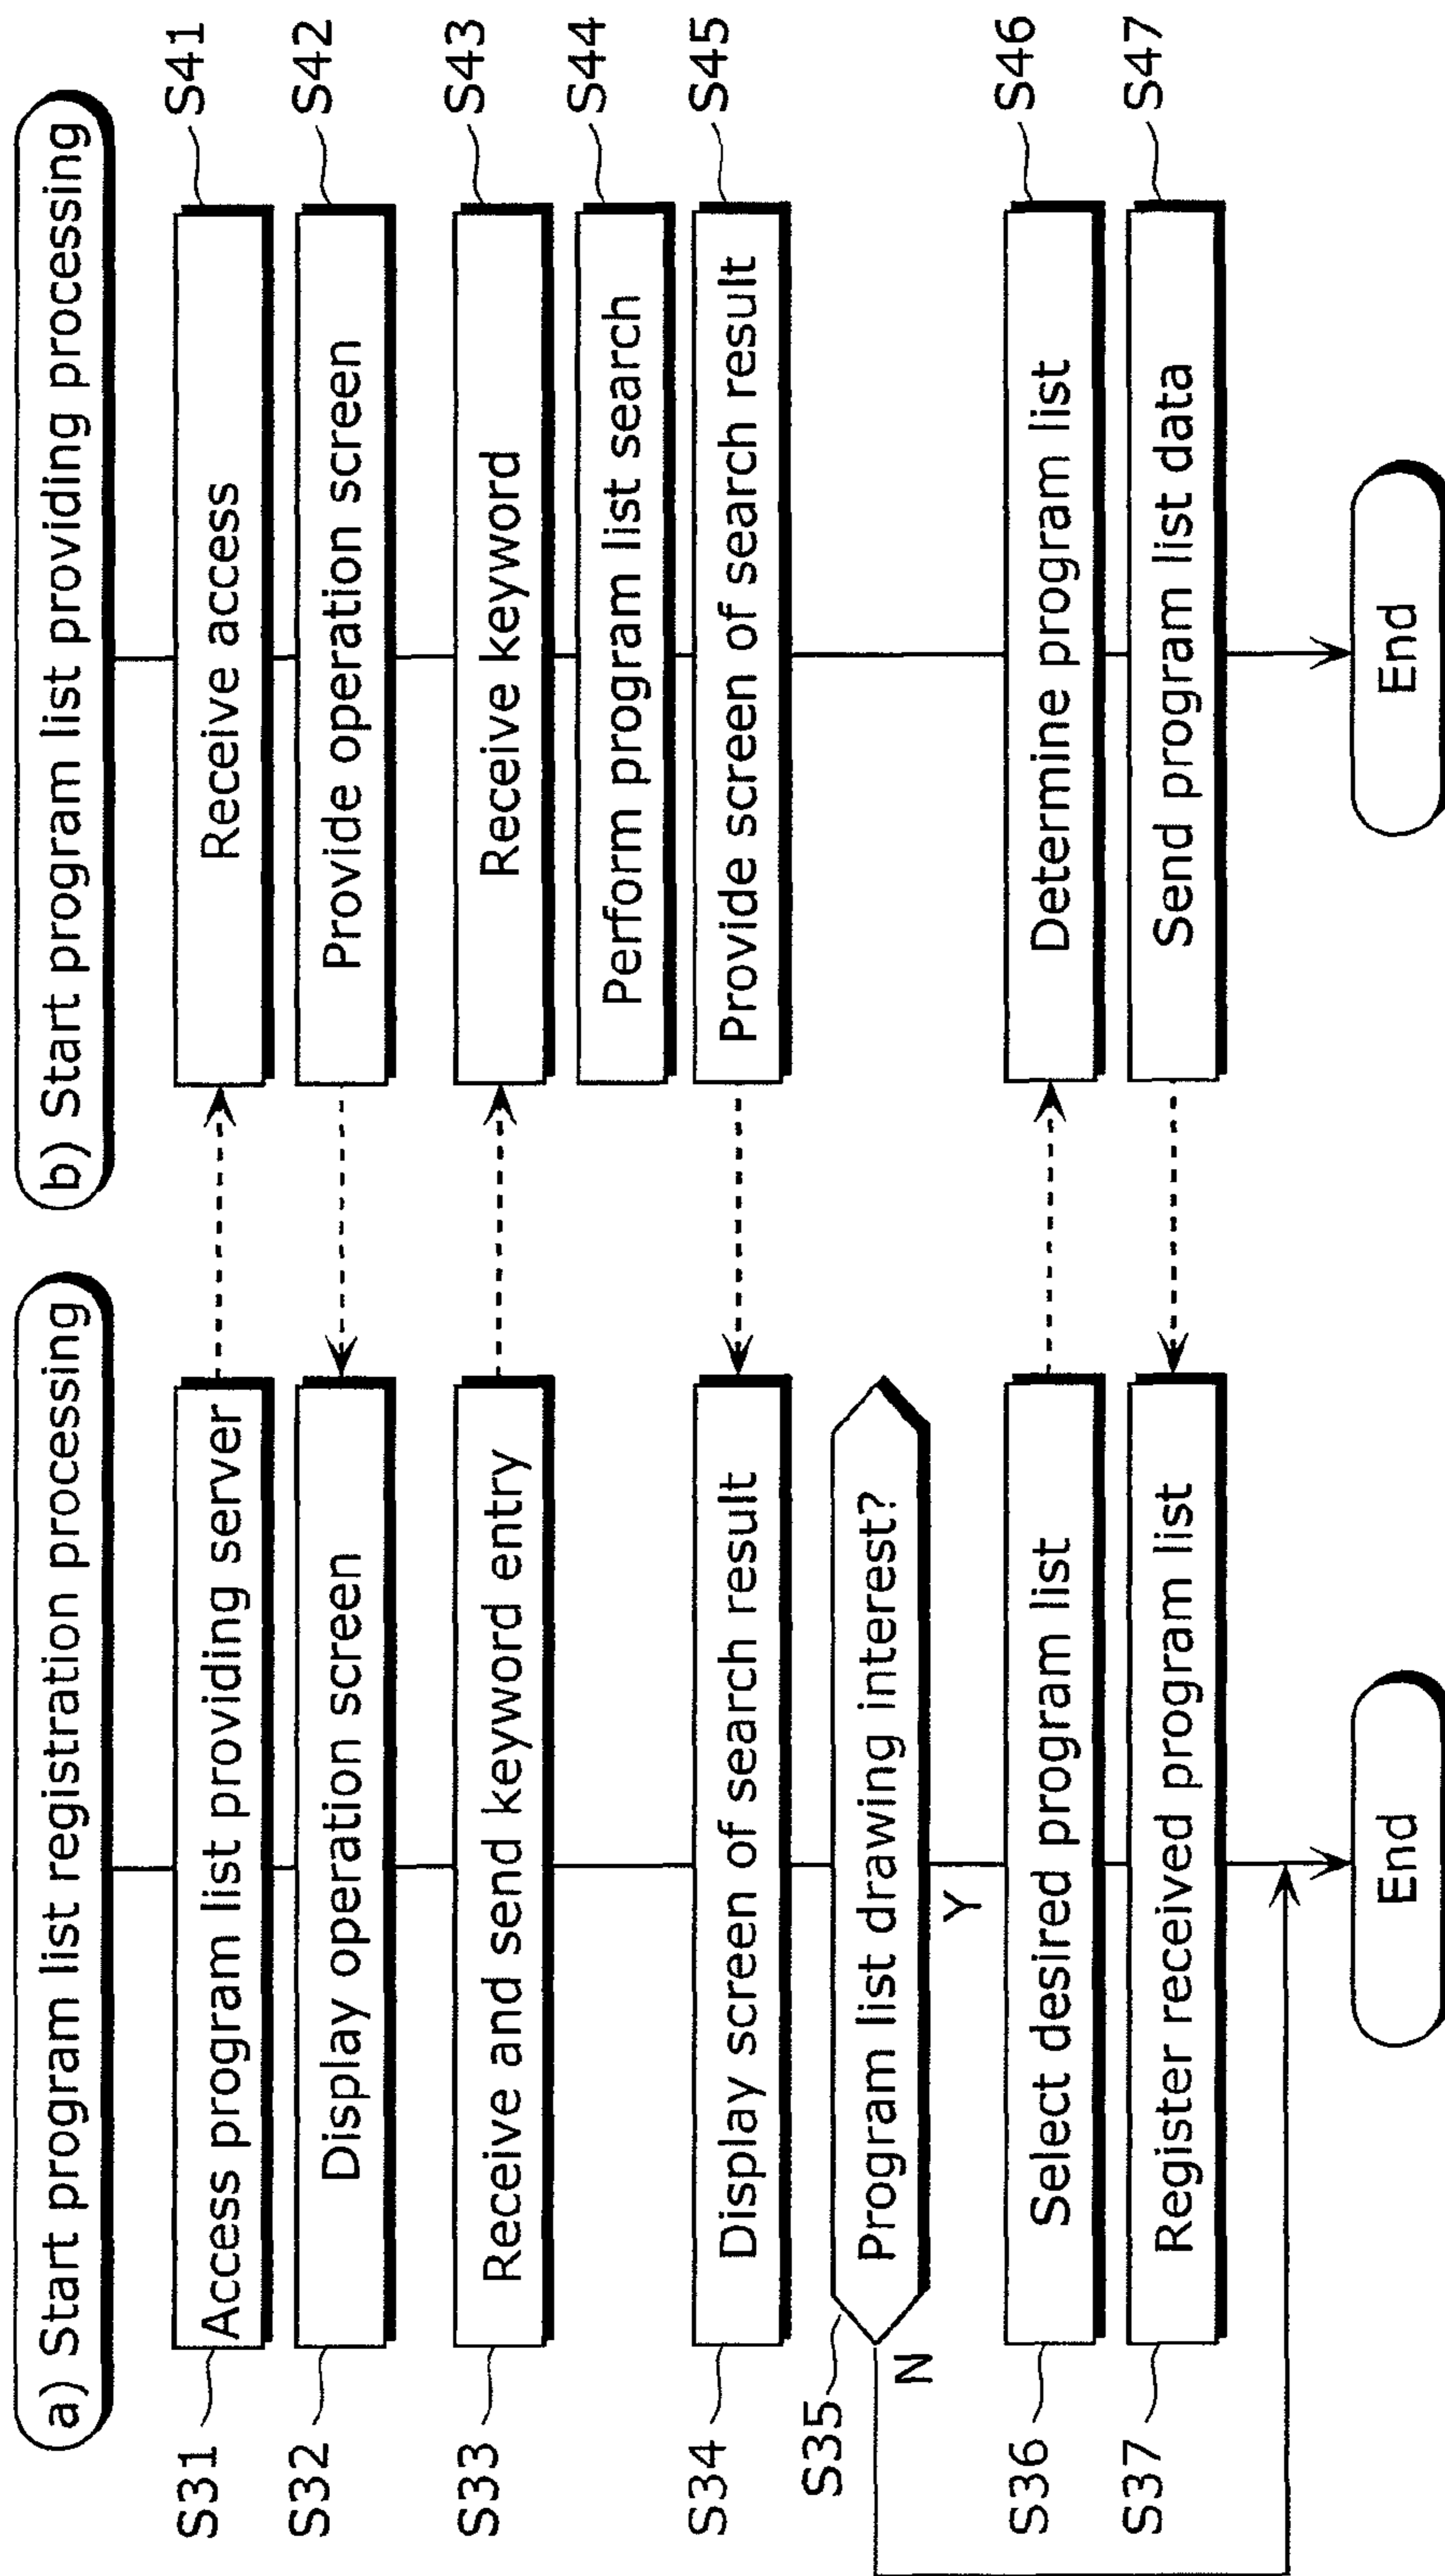 a) Start program list registration processing
S31
Access program list providing server
S32
Display operation screen
S33
Receive and send keyword entry
S34
Display screen of search result
S35
Program list drawing interest?
N
Y
S36
Select desired program list
S37
Register received program list
End
b) Start program list providing processing
Receive access
S41
Provide operation screen
S42
Receive keyword
S43
Perform program list search
S44
Provide screen of search result
S45
Determine program list
S46
Send program list data
S47
End